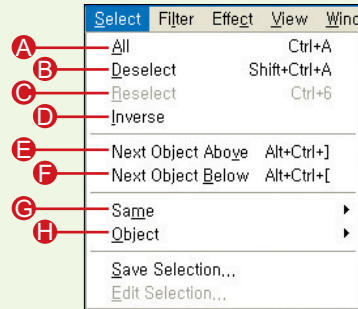 Select Filter Effect View
A All Ctrl+A
B Deselect Shift+Ctrl+A
C Reselect Ctrl+6
D Inverse
E Next Object Above Alt+Ctrl+]
F Next Object Below Alt+Ctrl+[
G Same
H Object
Save Selection...
Edit Selection...